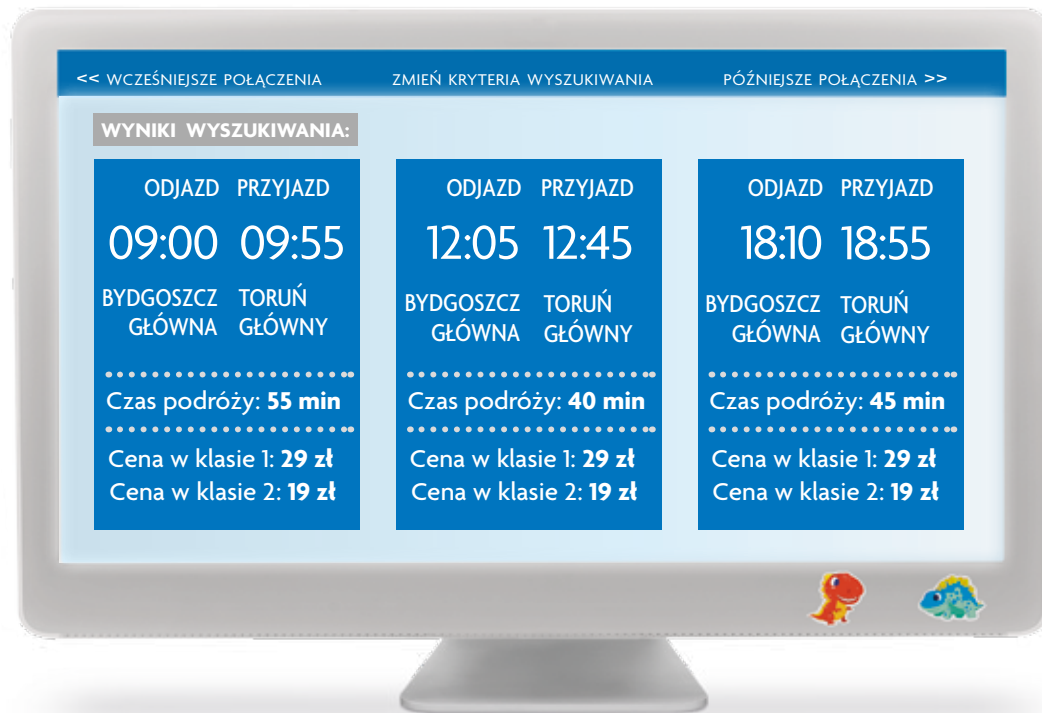 << WCZEŚNIEJSZE POŁĄCZENIA ZMIEŃ KRYTERIA WYSZUKIWANIA PÓŹNIEJSZE POŁĄCZENIA >>
WYNIKI WYSZUKIWANIA:
ODJAZD PRZYJAZD
09:00 09:55
BYDGOSZCZ TORUŃ
GŁÓWNA GŁÓWNY
Czas podróży: 55 min
Cena w klasie 1: 29 zł
Cena w klasie 2: 19 zł
ODJAZD PRZYJAZD
12:05 12:45
BYDGOSZCZ TORUŃ
GŁÓWNA GŁÓWNY
Czas podróży: 40 min
Cena w klasie 1: 29 zł
Cena w klasie 2: 19 zł
ODJAZD PRZYJAZD
18:10 18:55
BYDGOSZCZ TORUŃ
GŁÓWNA GŁÓWNY
Czas podróży: 45 min
Cena w klasie 1: 29 zł
Cena w klasie 2: 19 zł